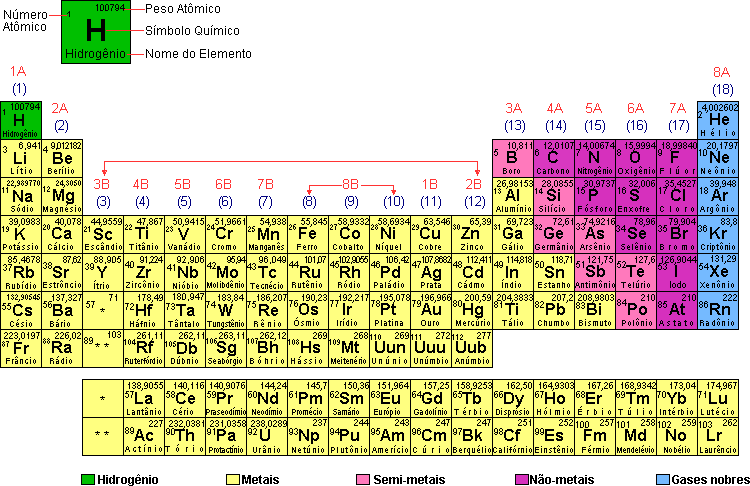 Número Atômico
100794
Peso Atômico
1
H
Símbolo Químico
Hidrogênio
Nome do Elemento
1A 8A
(1) (18)
1 100794 2 4,002602
H He
Hidrogênio Hélio
2A 3A 4A 5A 6A 7A
(2) (13) (14) (15) (16) (17)
3 6,941 4 9,012182 5 10,811 6 12,0107 7 14,00674 8 15,9994 9 18,99840 10 20,1797
Li Be B C N O F Ne
Lítio Berílio Boro Carbono Nitrogênio Oxigênio Flúor Neônio
11 22,989770 12 24,3050 13 26,98153 14 28,0855 15 30,9737 16 32,006 17 35,4527 18 39,948
Na Mg Al Si P S Cl Ar
Sódio Magnésio Alumínio Silício Fósforo Enxofre Cloro Argônio
3B 4B 5B 6B 7B 8B 1B 2B
(3) (4) (5) (6) (7) (8) (9) (10) (11) (12)
19 39,0983 20 40,078 21 44,9559 22 47,867 23 50,9415 24 51,9661 25 54,938 26 55,845 27 58,9332 28 58,6934 29 63,546 30 65,39 31 69,723 32 72,61 33 74,9216 34 78,96 35 79,904 36 83,8
K Ca Sc Ti V Cr Mn Fe Co Ni Cu Zn Ga Ge As Se Br Kr
Potássio Cálcio Escândio Titânio Vanádio Cromo Manganês Ferro Cobalto Níquel Cobre Zinco Gálio Germânio Arsênio Selênio Bromo Criptônio
37 85,4678 38 87,62 39 88,906 40 91,224 41 92,906 42 95,94 43 98,906 44 101,07 45 102,9055 46 106,42 47 107,8682 48 112,411 49 114,818 50 118,71 51 121,75 52 127,6 53 126,9044 54 131,29
Rb Sr Y Zr Nb Mo Tc Ru Rh Pd Ag Cd In Sn Sb Te I Xe
Rubídio Estrôncio Ítrio Zircônio Nióbio Molibdênio Tecnécio Rutênio Ródio Paládio Prata Cádmio Índio Estanho Antimônio Telúrio Iodo Xenônio
55 132,90545 56 137,327 57 * 71 72 178,49 73 180,947 74 183,84 75 186,207 76 190,23 77 192,217 78 195,078 79 196,966 80 200,59 81 204,3833 82 207,2 83 208,9803 84 210 85 210 86 222
Cs Ba Hf Ta W Re Os Ir Pt Au Hg Tl Pb Bi Po At Rn
Césio Bário Háfnio Tântaio Tungstênio Rênio Ósmio Irídio Platina Ouro Mercúrio Tálio Chumbo Bismuto Polônio Astato Radônio
87 223,0197 88 226,02 89 ** 103 104 261,11 105 262,11 106 263,11 107 262,12 108 265 109 266 110 269 111 272 112 277
Fr Ra Rf Db Sg Bh Hs Mt Uun Uuu Uub
Frâncio Rádio Ruterfórdio Dúbnio Seabórgio Bóhrio Hássio Meitenério Unúnio Unúmbio Anúmbio
* 57 138,9055 58 140,116 59 140,9076 60 144,24 61 145,7 62 150,36 63 151,964 64 157,25 65 158,9253 66 162,50 67 164,9303 68 167,26 69 168,9342 70 173,04 71 174,967
La Ce Pr Nd Pm Sm Eu Gd Tb Dy Ho Er Tm Yb Lu
Lantânio Cério Praseodímio Neodímio Promécio Samário Európio Gadolínio Térbio Disprósio Hólmio Érbio Túlio Intérbio Lutécio
** 89 227 90 232,0381 91 231,0358 92 238,0289 93 237 94 244 95 243 96 247 97 247 98 251 99 252 100 257 101 258 102 259 103 262
Ac Th Pa U Np Pu Am Cm Bk Cf Es Fm Md No Lr
Actínio Tório Protactínio Urânio Netúnio Plutônio Amerício Cúrio Berquélio Califórnio Einstênio Férmio Mendelévio Nobélio Laurêncio
Hidrogénio Metais Semi-metais Não-metais Gases nobres